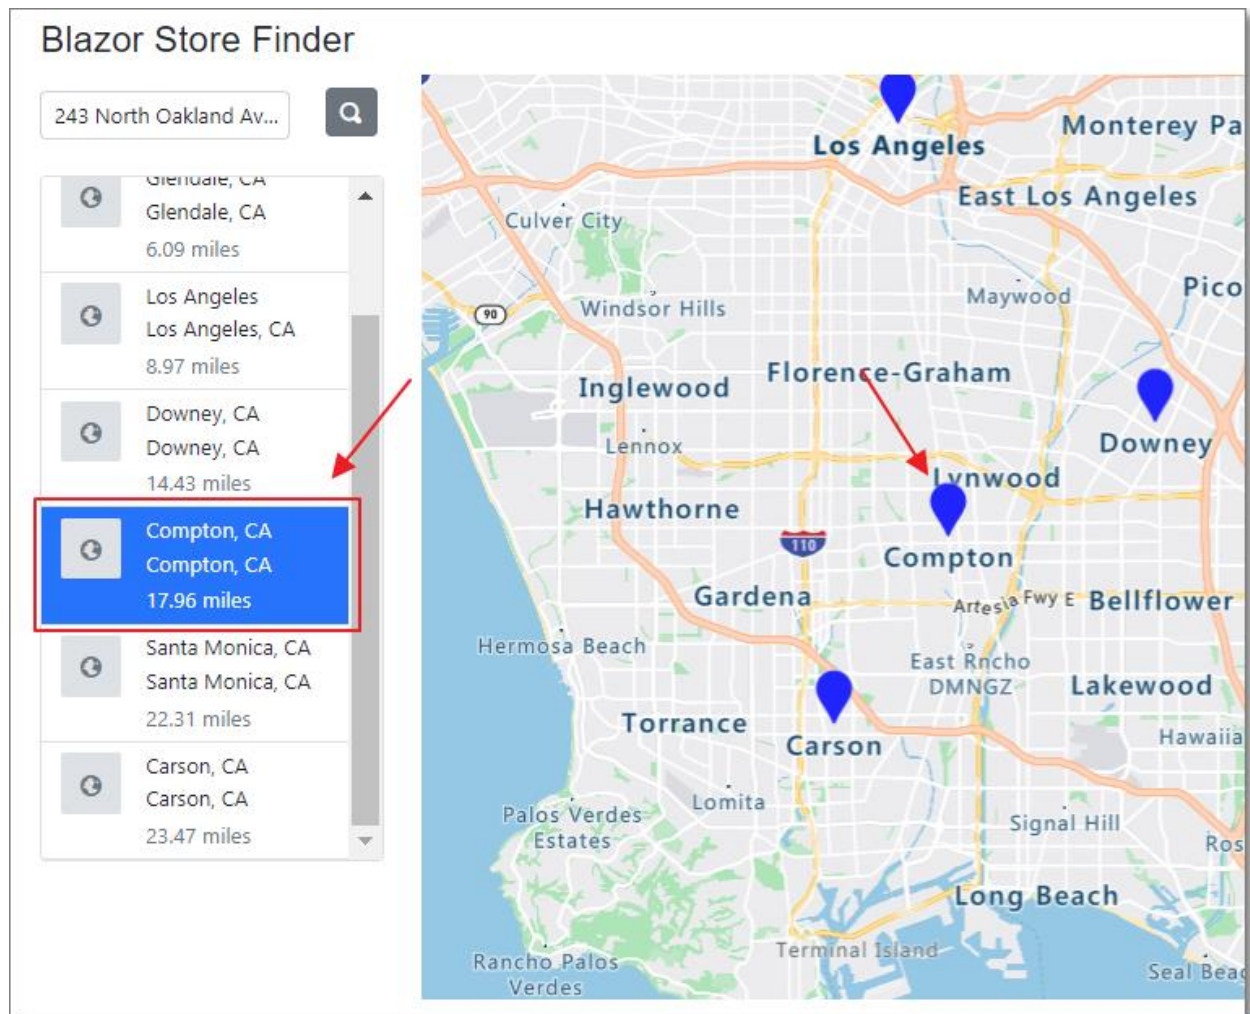 Blazor Store Finder
243 North Oakland Av...
Glendale, CA
Glendale, CA
6.09 miles
Los Angeles
Los Angeles, CA
8.97 miles
Downey, CA
Downey, CA
14.43 miles
Compton, CA
Compton, CA
17.96 miles
Santa Monica, CA
Santa Monica, CA
22.31 miles
Carson, CA
Carson, CA
23.47 miles
Los Angeles
Monterey Pa
East Los Angeles
Culver City
Pico
Maywood
Windsor Hills
90
Florence-Graham
Inglewood
Downey
Lennox
Lynwood
Hawthorne
110
Compton
Gardena
Artesia Fwy E
Bellflower
Hermosa Beach
East Rncho
DMNGZ
Lakewood
Torrance
Carson
Hawaiia
Lomita
Palos Verdes
Estates
Signal Hill
Ros
Long Beach
Terminal Island
Rancho Palos
Verdes
Seal Beac